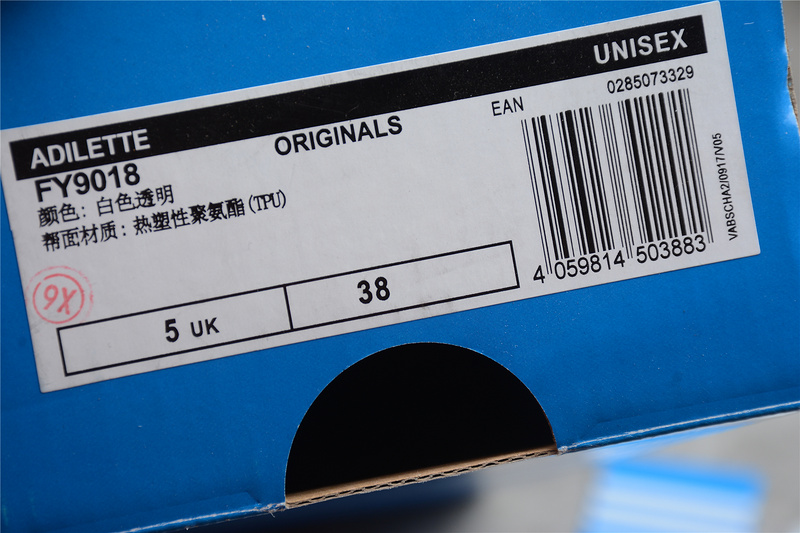 UNISEX
ADILETTE
ORIGINALS
EAN
0285073329
FY9018
颜色: 白色透明
帮面材质: 热塑性聚氨酯(TPU)
4 059814 503883
VABSCHA2/0917/V05
9X
5 UK
38